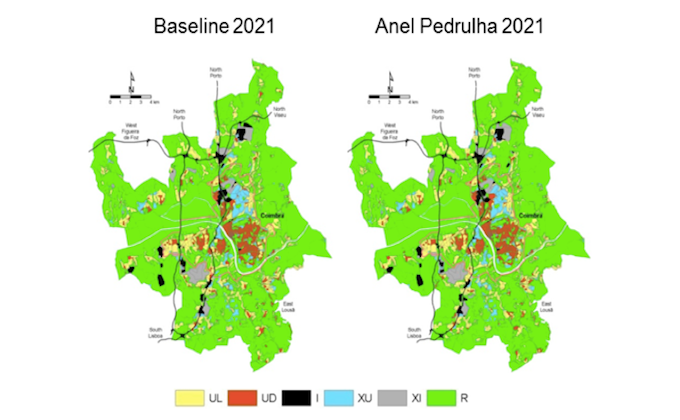 Baseline 2021
Anel Pedrulha 2021
North
Porto
N
0 1 2 3 4 km
North
Porto
North
Viseu
West
Figueira
da Foz
Coimbra
East
Lousã
South
Lisboa
North
Porto
N
0 1 2 3 4 km
North
Porto
North
Viseu
West
Figueira
da Foz
Coimbra
East
Lousã
South
Lisboa
UL UD I XU XI R